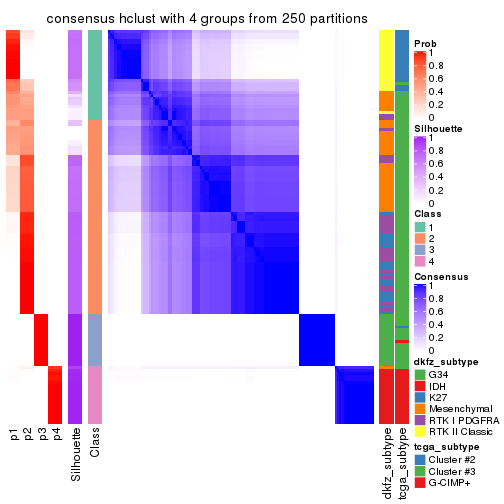 consensus hclust with 4 groups from 250 partitions
Prob
1
0.8
0.6
0.4
0.2
0
Silhouette
1
0.8
0.6
0.4
0.2
0
Class
1
2
3
4
Consensus
1
0.8
0.6
0.4
0.2
0
dkfz_subtype
G34
IDH
K27
Mesenchymal
RTK I PDGFRA
RTK II Classic
tcga_subtype
Cluster #2
Cluster #3
G-CIMP+
p1
p2
p3
p4
Silhouette
Class
dkfz_subtype
tcga_subtype